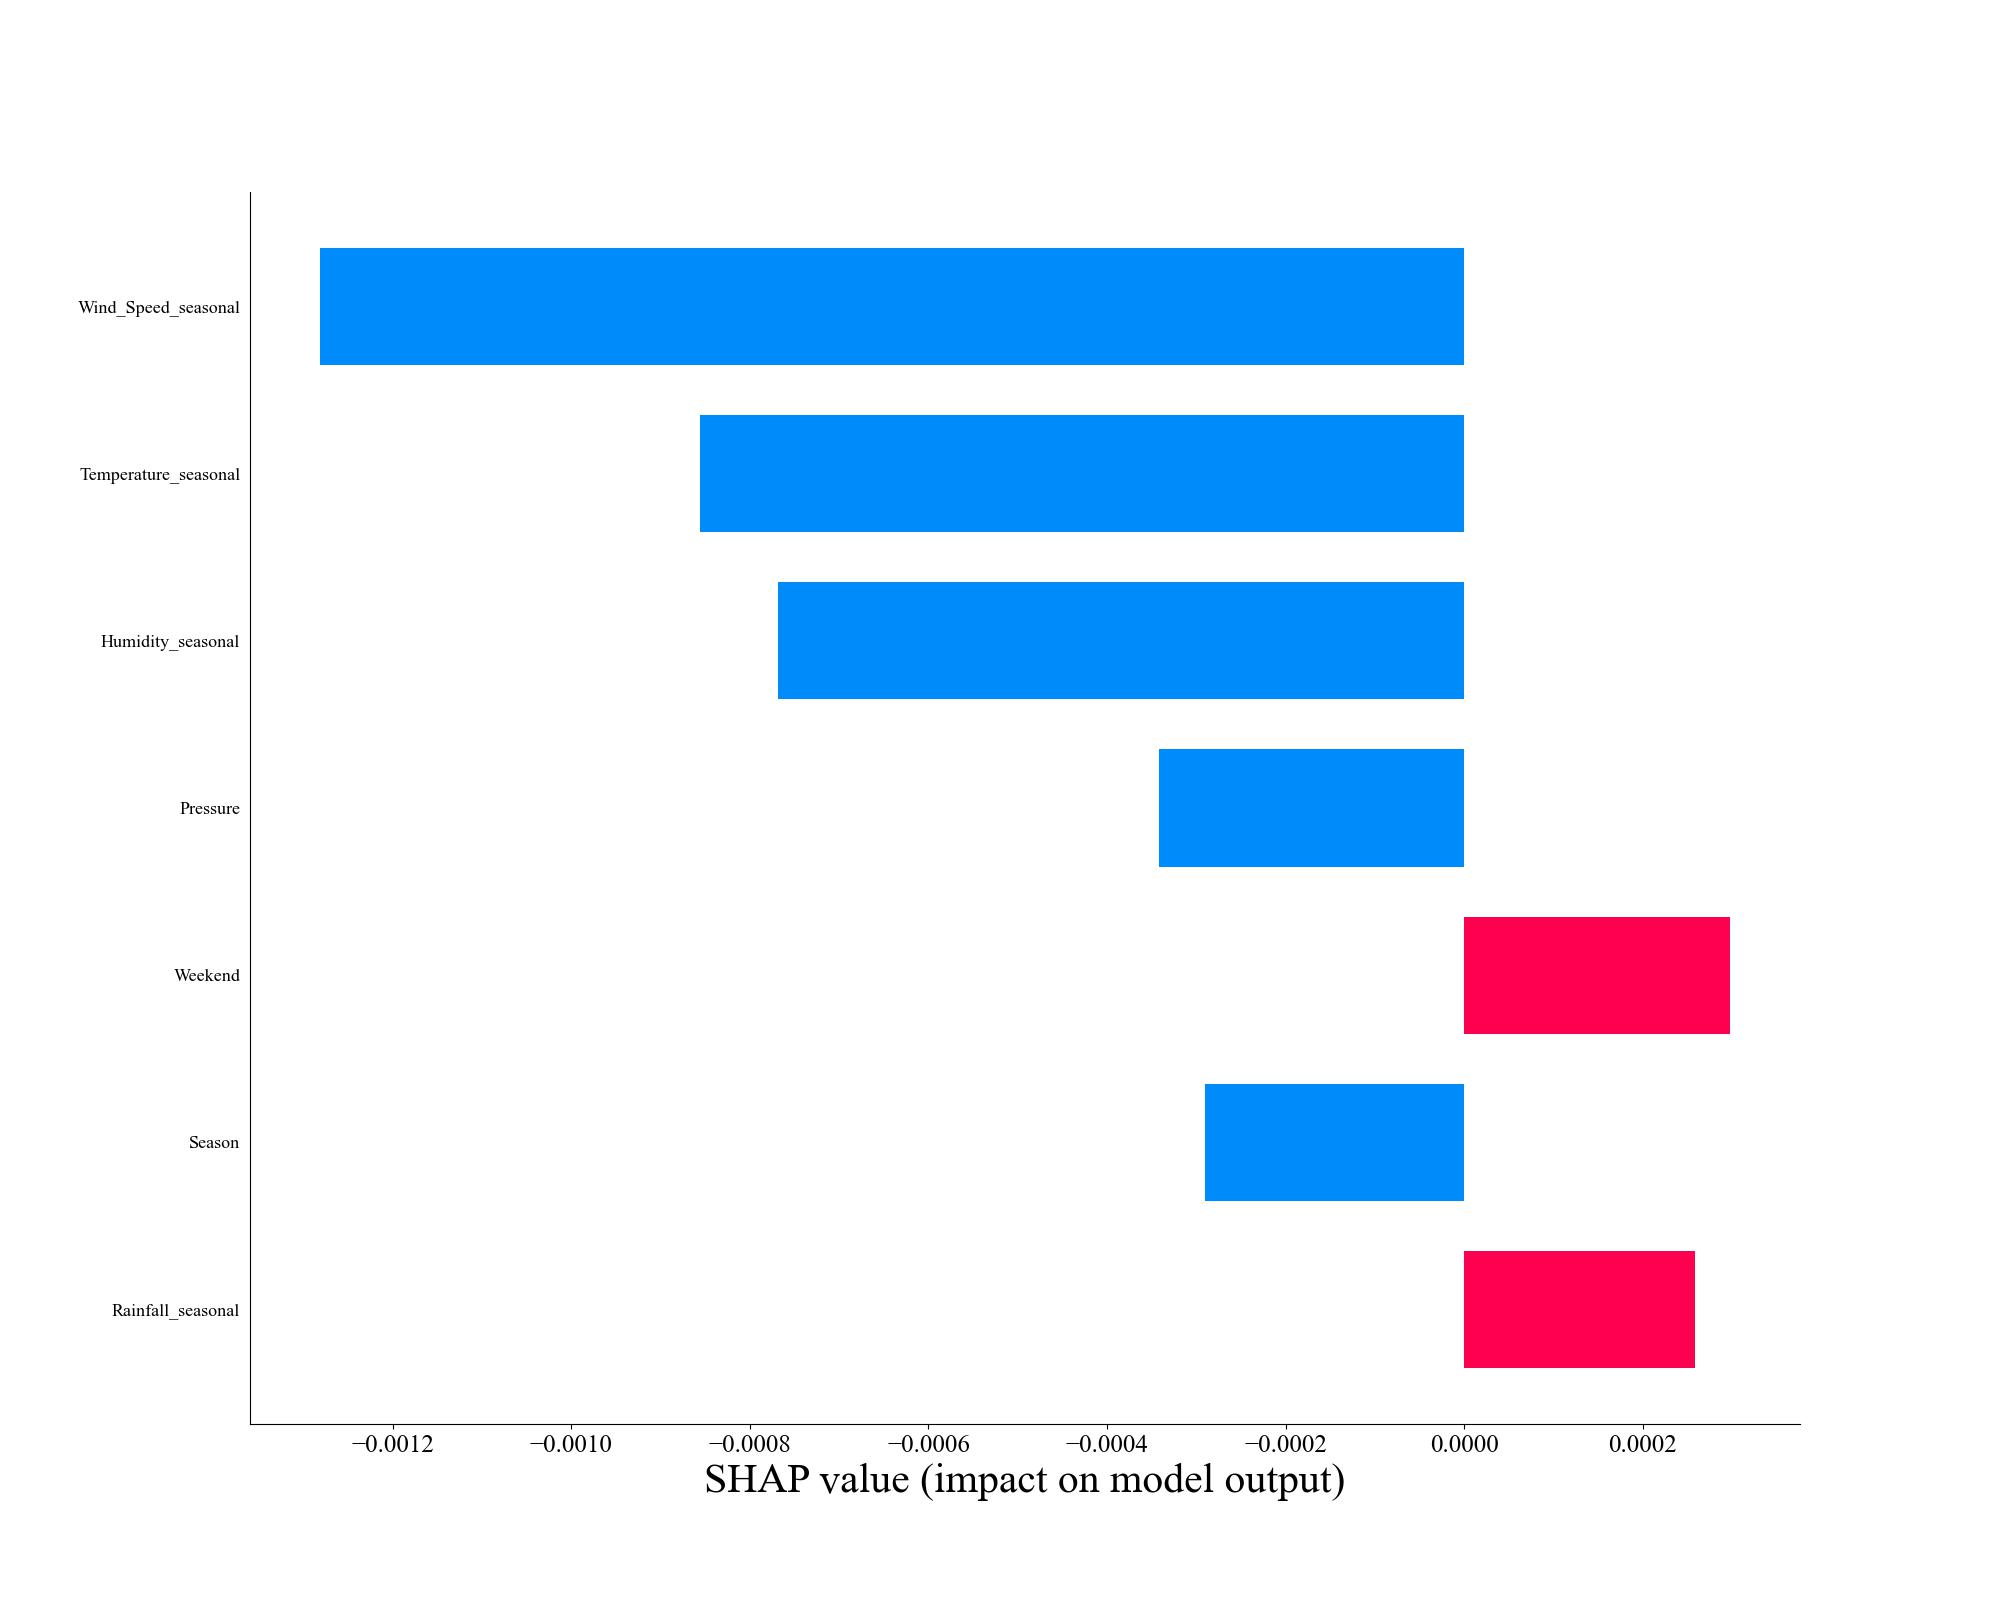 Wind_Speed_seasonal
Temperature_seasonal
Humidity_seasonal
Pressure
Weekend
Season
Rainfall_seasonal
−0.0012 −0.0010 −0.0008 −0.0006 −0.0004 −0.0002 0.0000 0.0002
SHAP value (impact on model output)